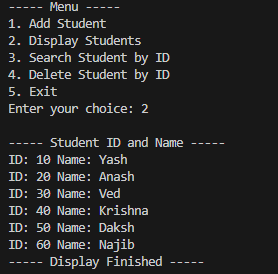 ----- Menu -----
1. Add Student
2. Display Students
3. Search Student by ID
4. Delete Student by ID
5. Exit
Enter your choice: 2
----- Student ID and Name -----
ID: 10 Name: Yash
ID: 20 Name: Anash
ID: 30 Name: Ved
ID: 40 Name: Krishna
ID: 50 Name: Daksh
ID: 60 Name: Najib
----- Display Finished -----